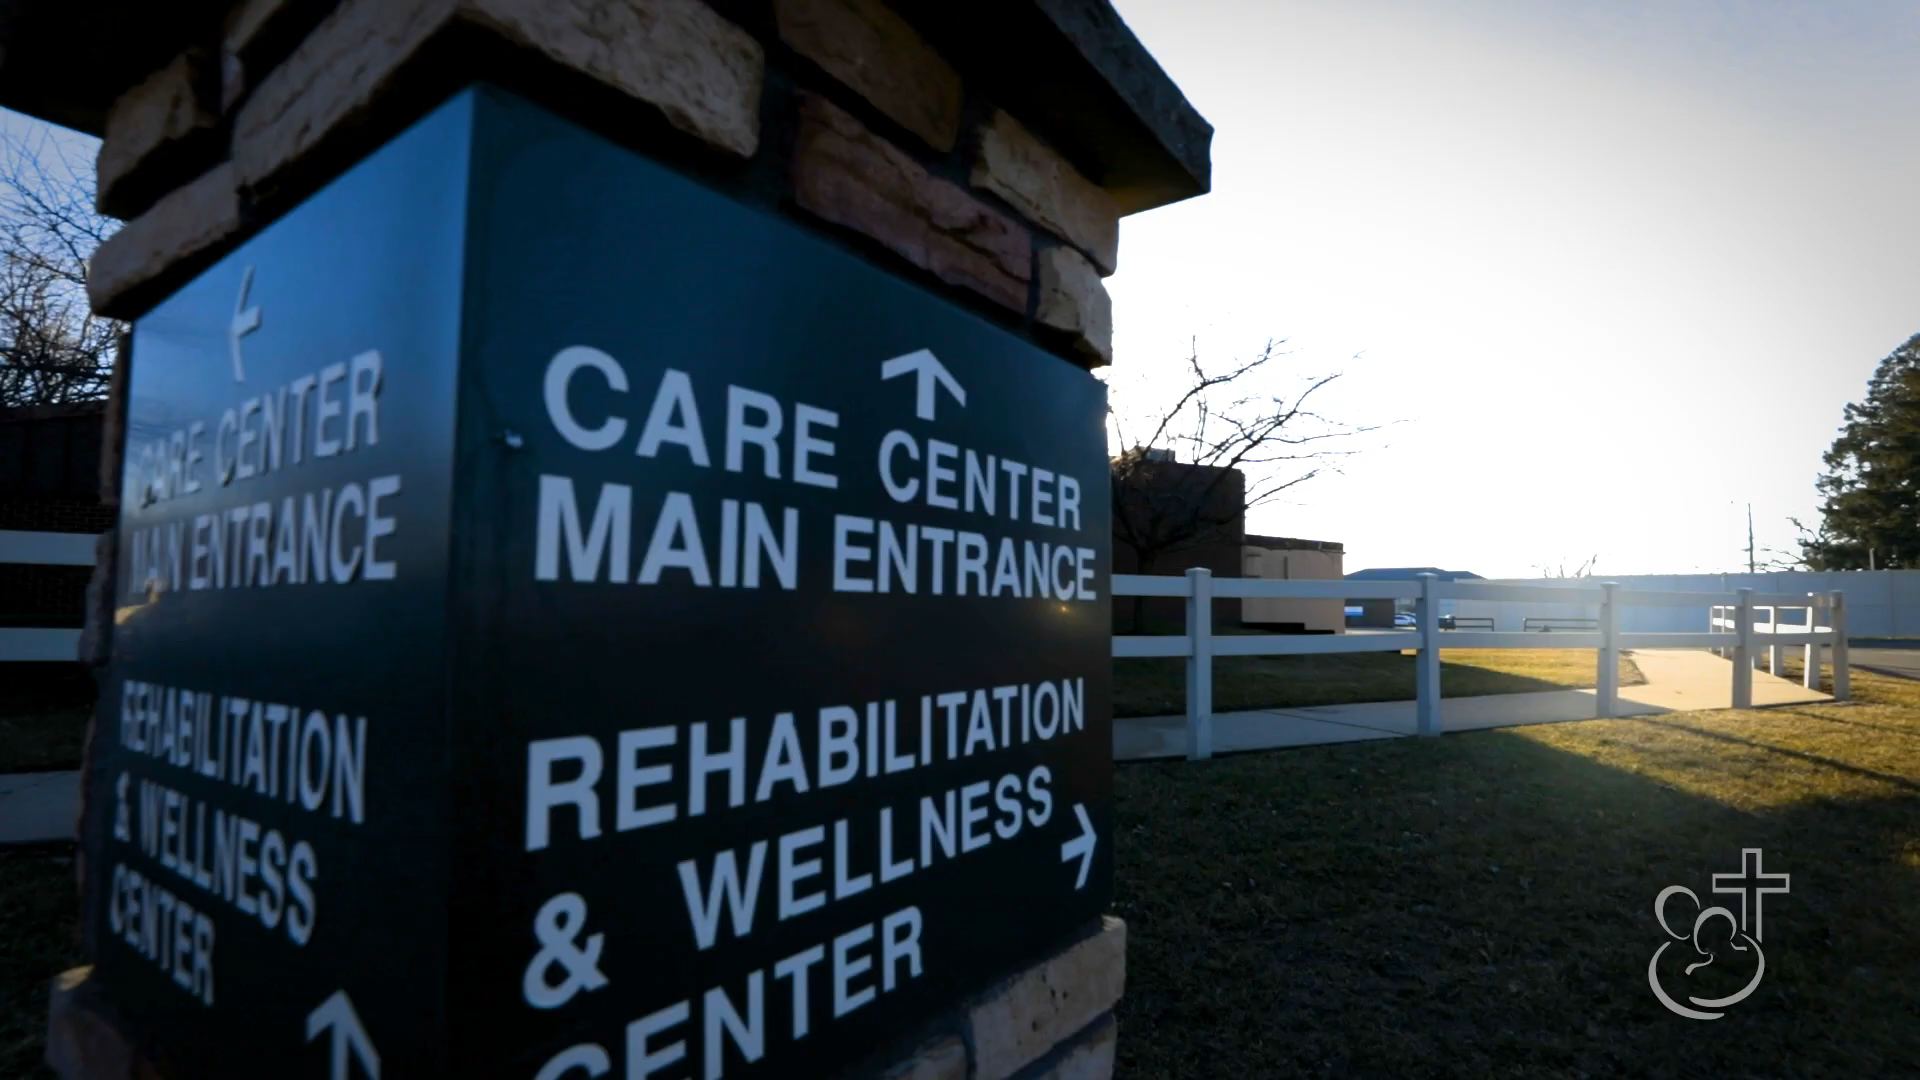 CARE CENTER
MAIN ENTRANCE
REHABILITATION
& WELLNESS
CENTER
CARE CENTER
MAIN ENTRANCE
REHABILITATION
& WELLNESS
CENTER